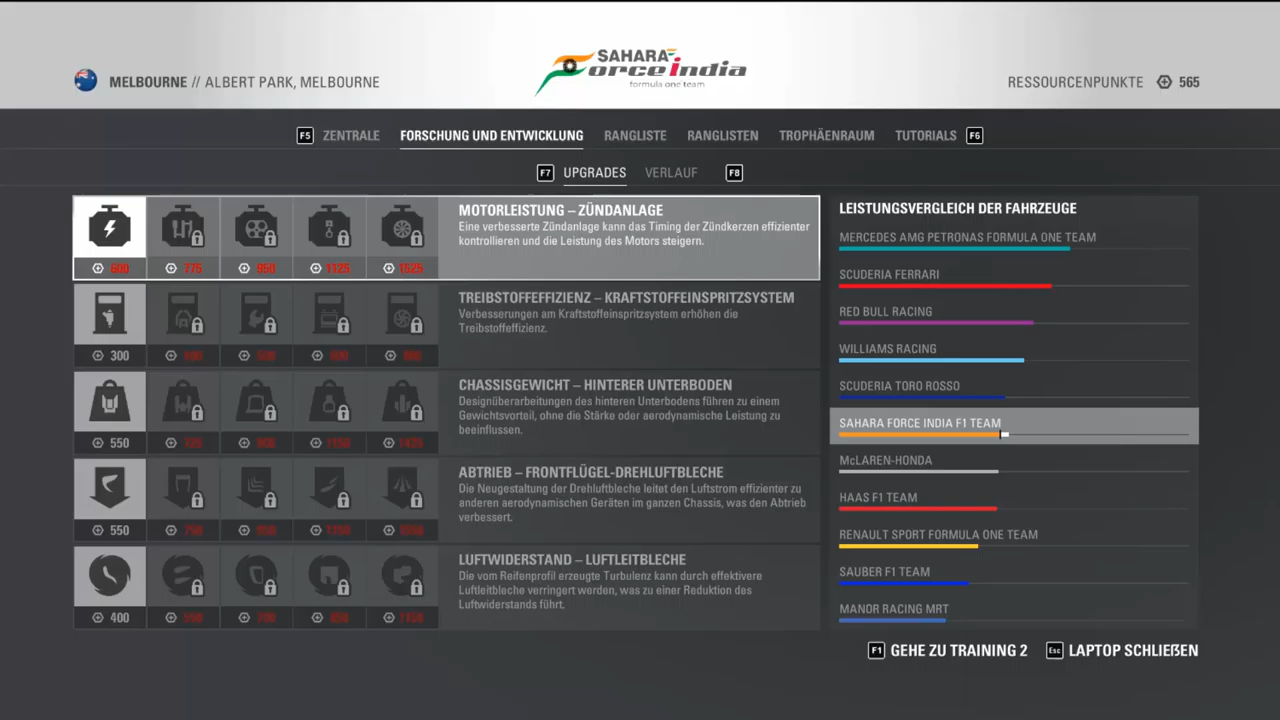 SAHARA
Force india
formula one team
MELBOURNE // ALBERT PARK, MELBOURNE
RESSOURCENPUNKTE 565
F5 ZENTRALE FORSCHUNG UND ENTWICKLUNG RANGLISTE RANGLISTEN TROPHÄENRAUM TUTORIALS F6
F7 UPGRADES VERLAUF F8
MOTORLEISTUNG – ZÜNDANLAGE
Eine verbesserte Zündanlage kann das Timing der Zündkerzen effizienter
kontrollieren und die Leistung des Motors steigern.
600 775 950 1125 1525
TREIBSTOFFEFFIZIENZ – KRAFTSTOFFEINSPRITZSYSTEM
Verbesserungen am Kraftstoffeinspritzsystem erhöhen die
Treibstoffeffizienz.
300
CHASSISGEWICHT – HINTERER UNTERBODEN
Designüberarbeitungen des hinteren Unterbodens führen zu einem
Gewichtsvorteil, ohne die Stärke oder aerodynamische Leistung zu
beeinflussen.
550
ABTRIEB – FRONTFLÜGEL-DREHLUFTBLECHE
Die Neugestaltung der Drehluftbleche leitet den Luftstrom effizienter zu
anderen aerodynamischen Geräten im ganzen Chassis, was den Abtrieb
verbessert.
550
LUFTWIDERSTAND – LUFTLEITBLECHE
Die vom Reifenprofil erzeugte Turbulenz kann durch effektivere
Luftleitbleche verringert werden, was zu einer Reduktion des
Luftwiderstands führt.
400
LEISTUNGSVERGLEICH DER FAHRZEUGE
MERCEDES AMG PETRONAS FORMULA ONE TEAM
SCUDERIA FERRARI
RED BULL RACING
WILLIAMS RACING
SCUDERIA TORO ROSSO
SAHARA FORCE INDIA F1 TEAM
McLAREN-HONDA
HAAS F1 TEAM
RENAULT SPORT FORMULA ONE TEAM
SAUBER F1 TEAM
MANOR RACING MRT
F1 GEHE ZU TRAINING 2 Esc LAPTOP SCHLIEẞEN